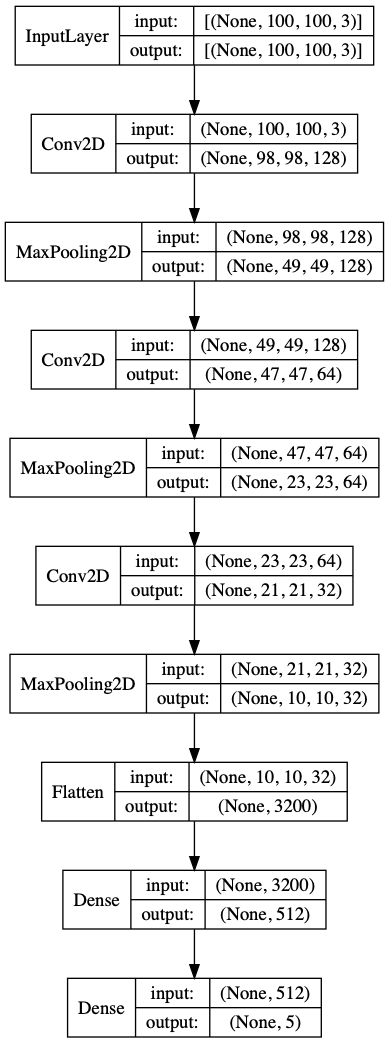 InputLayer
input: [(None, 100, 100, 3)]
output: [(None, 100, 100, 3)]
Conv2D
input: (None, 100, 100, 3)
output: (None, 98, 98, 128)
MaxPooling2D
input: (None, 98, 98, 128)
output: (None, 49, 49, 128)
Conv2D
input: (None, 49, 49, 128)
output: (None, 47, 47, 64)
MaxPooling2D
input: (None, 47, 47, 64)
output: (None, 23, 23, 64)
Conv2D
input: (None, 23, 23, 64)
output: (None, 21, 21, 32)
MaxPooling2D
input: (None, 21, 21, 32)
output: (None, 10, 10, 32)
Flatten
input: (None, 10, 10, 32)
output: (None, 3200)
Dense
input: (None, 3200)
output: (None, 512)
Dense
input: (None, 512)
output: (None, 5)